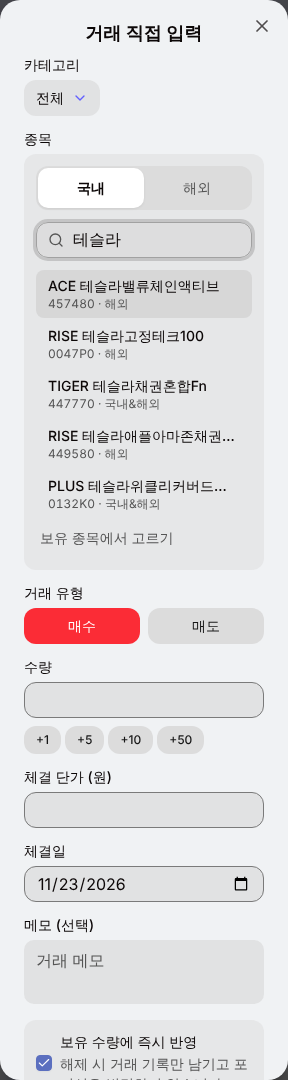 거래 직접 입력
카테고리
전체
종목
국내
해외
테슬라
ACE 테슬라밸류체인액티브
457480 · 해외
RISE 테슬라고정테크100
0047P0 · 해외
TIGER 테슬라채권혼합Fn
447770 · 국내&해외
RISE 테슬라애플아마존채권...
449580 · 해외
PLUS 테슬라위클리커버드...
0132K0 · 국내&해외
보유 종목에서 고르기
거래 유형
매수
매도
수량
+1
+5
+10
+50
체결 단가 (원)
체결일
11/23/2026
메모 (선택)
거래 메모
보유 수량에 즉시 반영
해제 시 거래 기록만 남기고 포